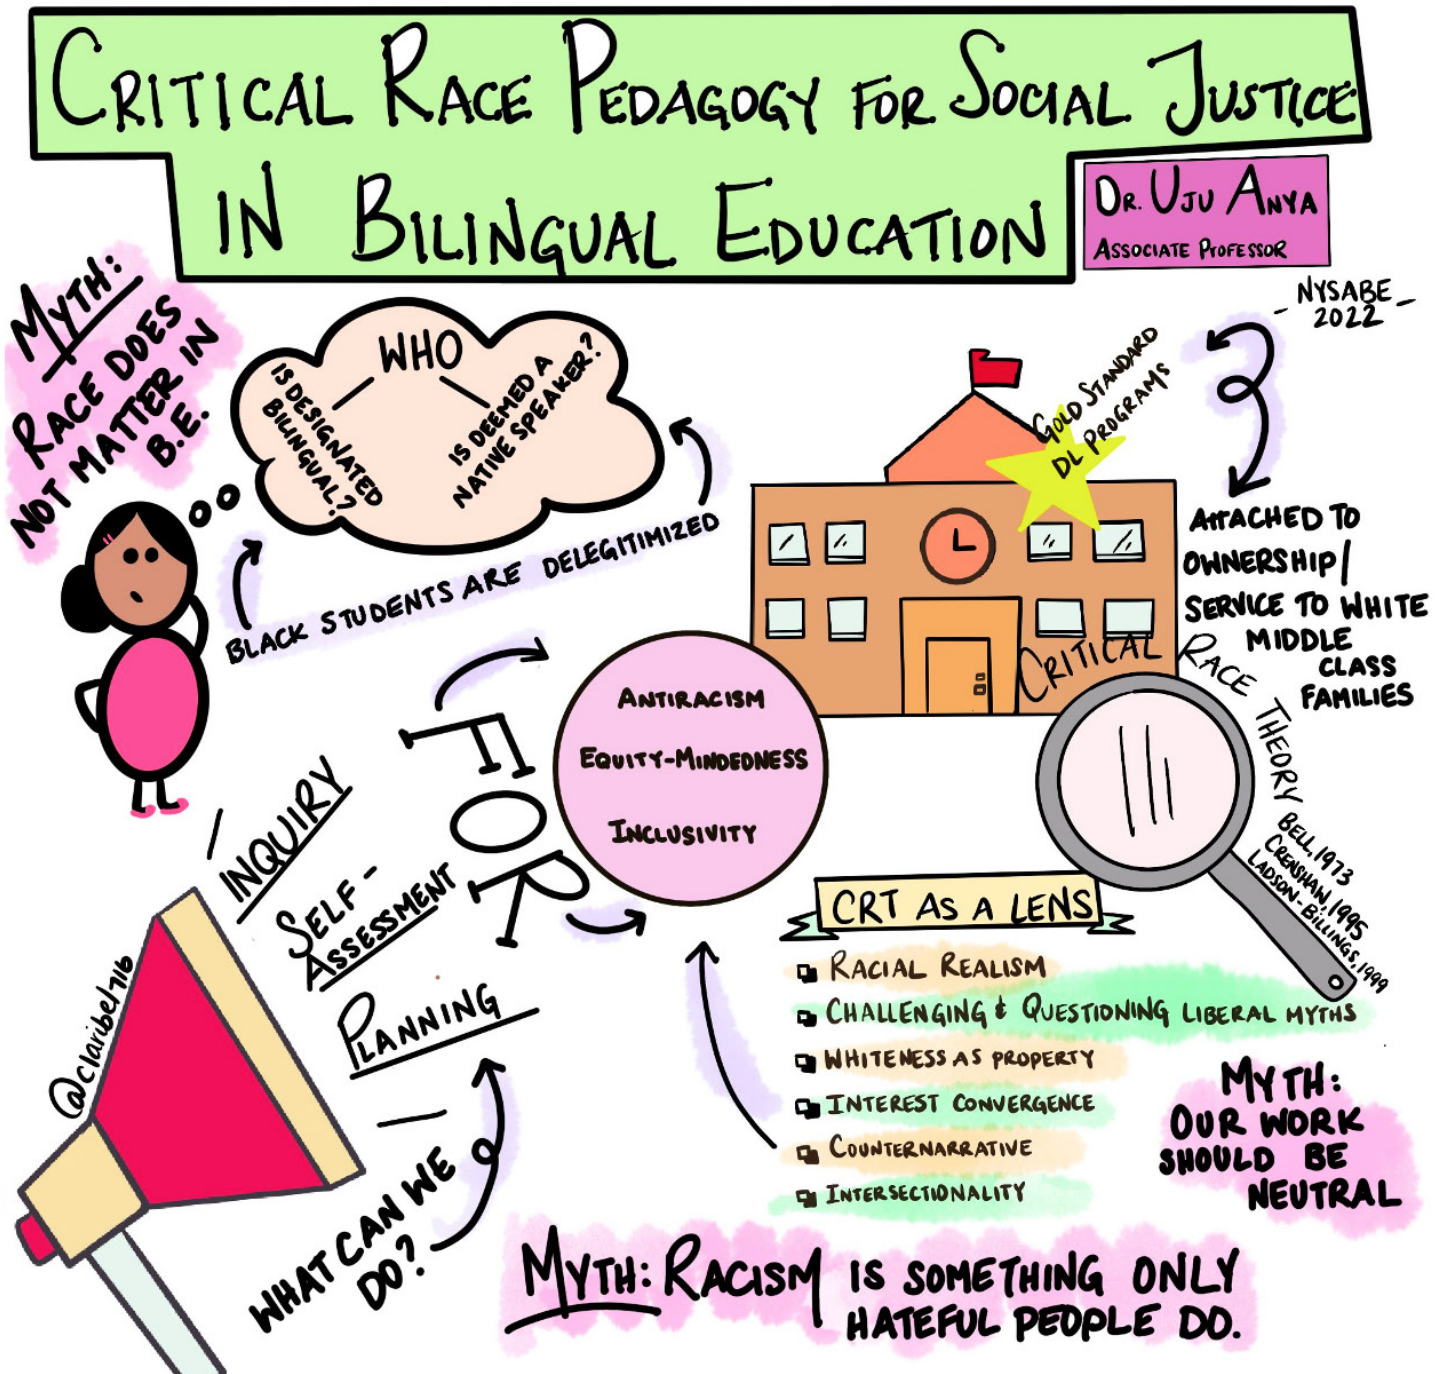 CRITICAL RACE PEDAGOGY FOR SOCIAL JUSTICE
IN BILINGUAL EDUCATION
DR. UJU ANYA
ASSOCIATE PROFESSOR
- NYSABE -
2022
MYTH:
RACE DOES
NOT MATTER IN
B.E.
WHO
IS DESIGNATED
BILINGUAL?
IS DEEMED A
NATIVE SPEAKER?
BLACK STUDENTS ARE DELEGITIMIZED
GOLD STANDARD
DL PROGRAMS
ATTACHED TO
OWNERSHIP/
SERVICE TO WHITE
MIDDLE
CLASS
FAMILIES
CRITICAL RACE THEORY
BELL, 1973
CRENSHAW, 1995
LADSON-BILLINGS, 1999
ANTIRACISM
EQUITY-MINDEDNESS
INCLUSIVITY
FOR
INQUIRY
SELF-
ASSESSMENT
PLANNING
@claribel716
WHAT CAN WE
DO?
CRT AS A LENS
RACIAL REALISM
CHALLENGING & QUESTIONING LIBERAL MYTHS
WHITENESS AS PROPERTY
INTEREST CONVERGENCE
COUNTERNARRATIVE
INTERSECTIONALITY
MYTH:
OUR WORK
SHOULD BE
NEUTRAL
MYTH: RACISM IS SOMETHING ONLY
HATEFUL PEOPLE DO.